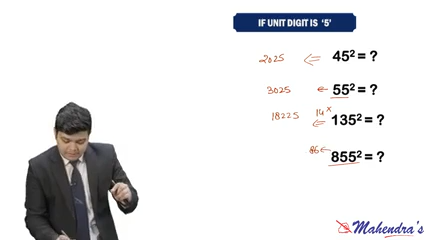 IF UNIT DIGIT IS '5'
2025 ⇐ 45² = ?
3025 ← 55² = ?
18225 ⇐ 14 × 135² = ?
86 ← 855² = ?
Mahendra's